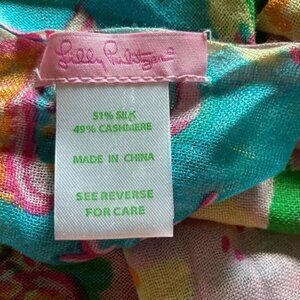 Lilly Pulitzer®
51% SILK
49% CASHMERE
MADE IN CHINA
SEE REVERSE
FOR CARE